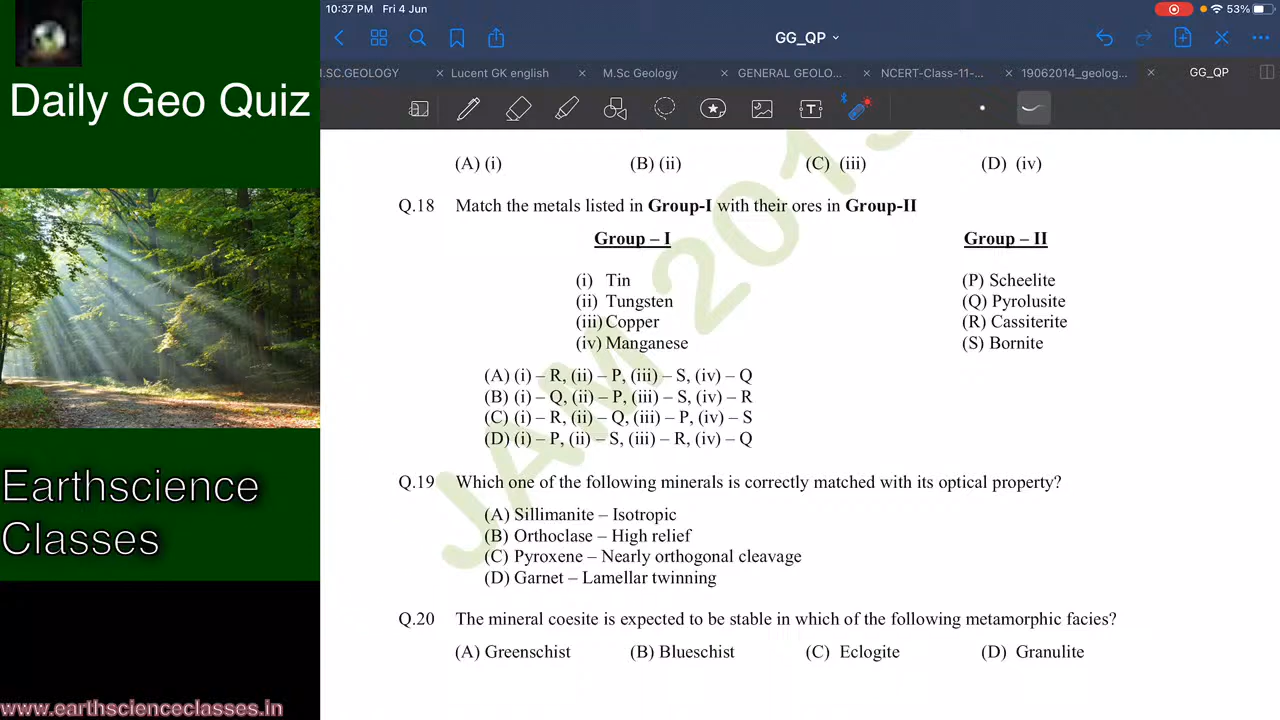 10:37 PM Fri 4 Jun
53%
GG_QP
I.SC.GEOLOGY
Lucent GK english
M.Sc Geology
GENERAL GEOLO...
NCERT-Class-11-...
19062014_geolog...
GG_QP
Daily Geo Quiz
Earthscience
Classes
www.earthscienceclasses.in
(A) (i) (B) (ii) (C) (iii) (D) (iv)
Q.18 Match the metals listed in Group-I with their ores in Group-II
Group – I Group – II
(i) Tin (P) Scheelite
(ii) Tungsten (Q) Pyrolusite
(iii) Copper (R) Cassiterite
(iv) Manganese (S) Bornite
(A) (i) – R, (ii) – P, (iii) – S, (iv) – Q
(B) (i) – Q, (ii) – P, (iii) – S, (iv) – R
(C) (i) – R, (ii) – Q, (iii) – P, (iv) – S
(D) (i) – P, (ii) – S, (iii) – R, (iv) – Q
Q.19 Which one of the following minerals is correctly matched with its optical property?
(A) Sillimanite – Isotropic
(B) Orthoclase – High relief
(C) Pyroxene – Nearly orthogonal cleavage
(D) Garnet – Lamellar twinning
Q.20 The mineral coesite is expected to be stable in which of the following metamorphic facies?
(A) Greenschist (B) Blueschist (C) Eclogite (D) Granulite
JAM